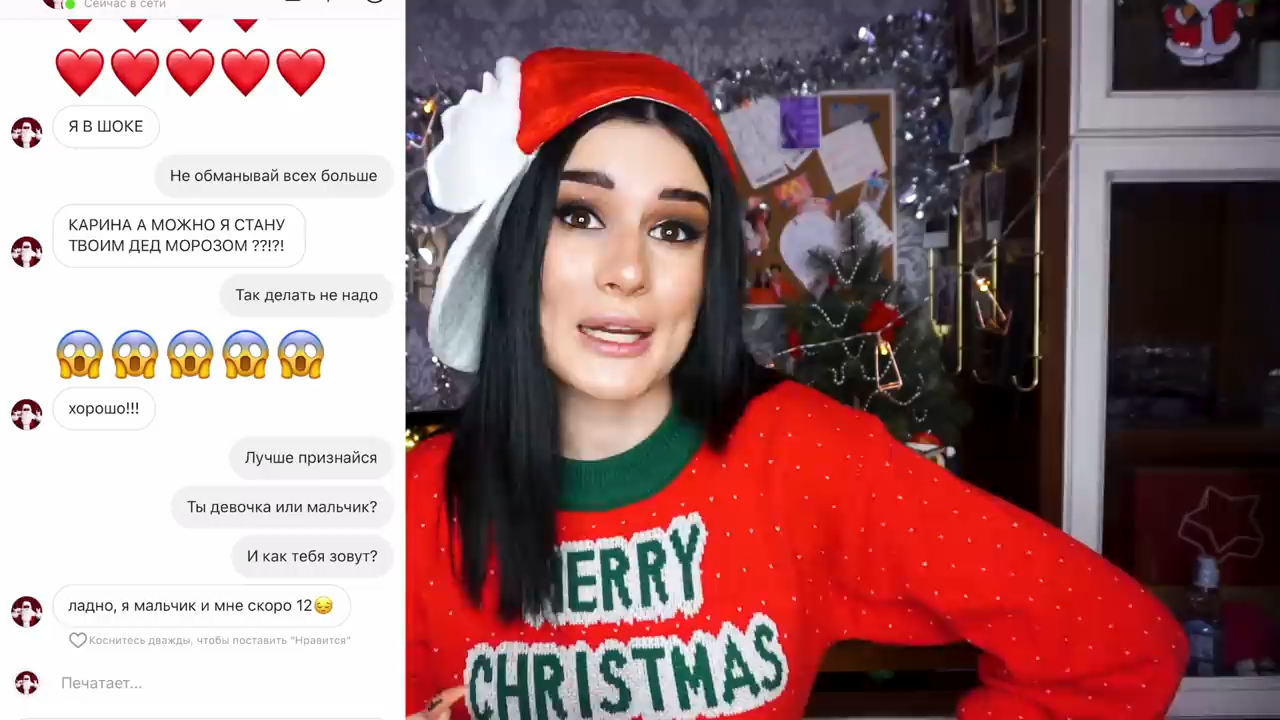 Сейчас в сети
Я В ШОКЕ
Не обманывай всех больше
КАРИНА А МОЖНО Я СТАНУ
ТВОИМ ДЕД МОРОЗОМ ??!?!
Так делать не надо
хорошо!!!
Лучше признайся
Ты девочка или мальчик?
И как тебя зовут?
ладно, я мальчик и мне скоро 12😔
Коснитесь дважды, чтобы поставить "Нравится"
Печатает...
MERRY
CHRISTMAS